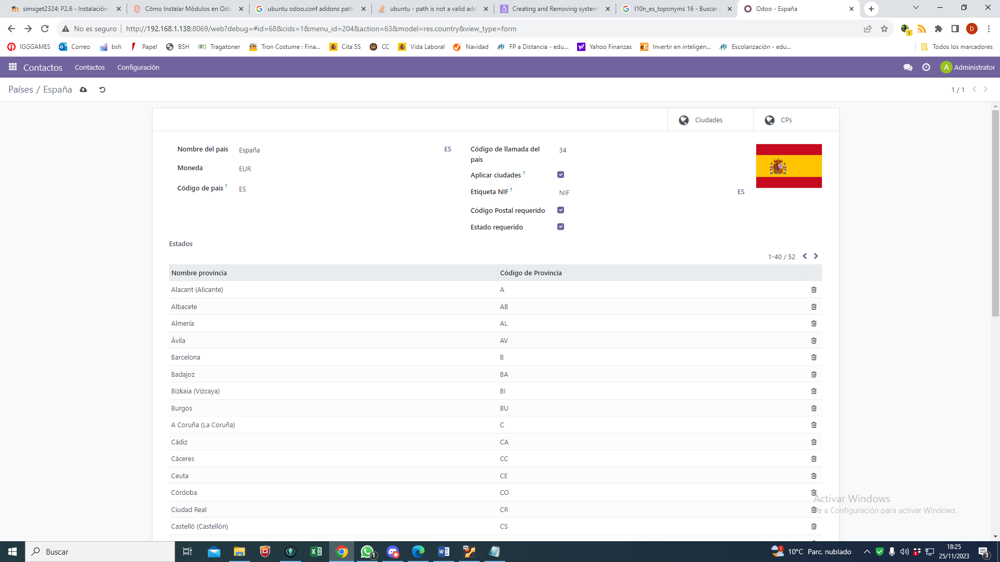 simsget2324: P2.6 - Instalación
Cómo Instalar Módulos en Odo
ubuntu odoo.conf addons path
ubuntu - path is not a valid add
Creating and Removing system
l10n_es_toponyms 16 - Buscar
Odoo - España
No es seguro
http://192.168.1.138:8069/web?debug=#id=68&cids=1&menu_id=204&action=63&model=res.country&view_type=form
D
IGGGAMES
Correo
bsh
Papel
BSH
Tragatoner
Tron Costume : Fina...
Cita SS
CC
Vida Laboral
Navidad
FP a Distancia - edu...
Yahoo Finanzas
Invertir en inteligen...
Escolarización - edu...
Todos los marcadores
Contactos
Contactos
Configuración
A
Administrator
Países / España
1 / 1
Ciudades
CPs
Nombre del país
España
ES
Moneda
EUR
Código de país ?
ES
Código de llamada del
país
34
Aplicar ciudades ?
Etiqueta NIF ?
NIF
ES
Código Postal requerido
Estado requerido
Estados
1-40 / 52
Nombre provincia
Código de Provincia
Alacant (Alicante)
A
Albacete
AB
Almería
AL
Ávila
AV
Barcelona
B
Badajoz
BA
Bizkaia (Vizcaya)
BI
Burgos
BU
A Coruña (La Coruña)
C
Cádiz
CA
Cáceres
CC
Ceuta
CE
Córdoba
CO
Ciudad Real
CR
Castelló (Castellón)
CS
Activar Windows
Ve a Configuración para activar Windows.
Buscar
1
10°C Parc. nublado
18:25
25/11/2023
3